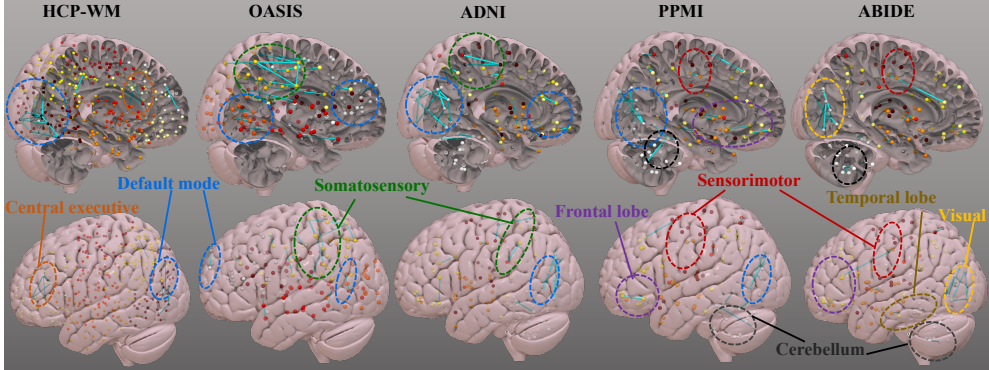 HCP-WM
OASIS
ADNI
PPMI
ABIDE
Default mode
Somatosensory
Sensorimotor
Temporal lobe
Central executive
Frontal lobe
Visual
Cerebellum